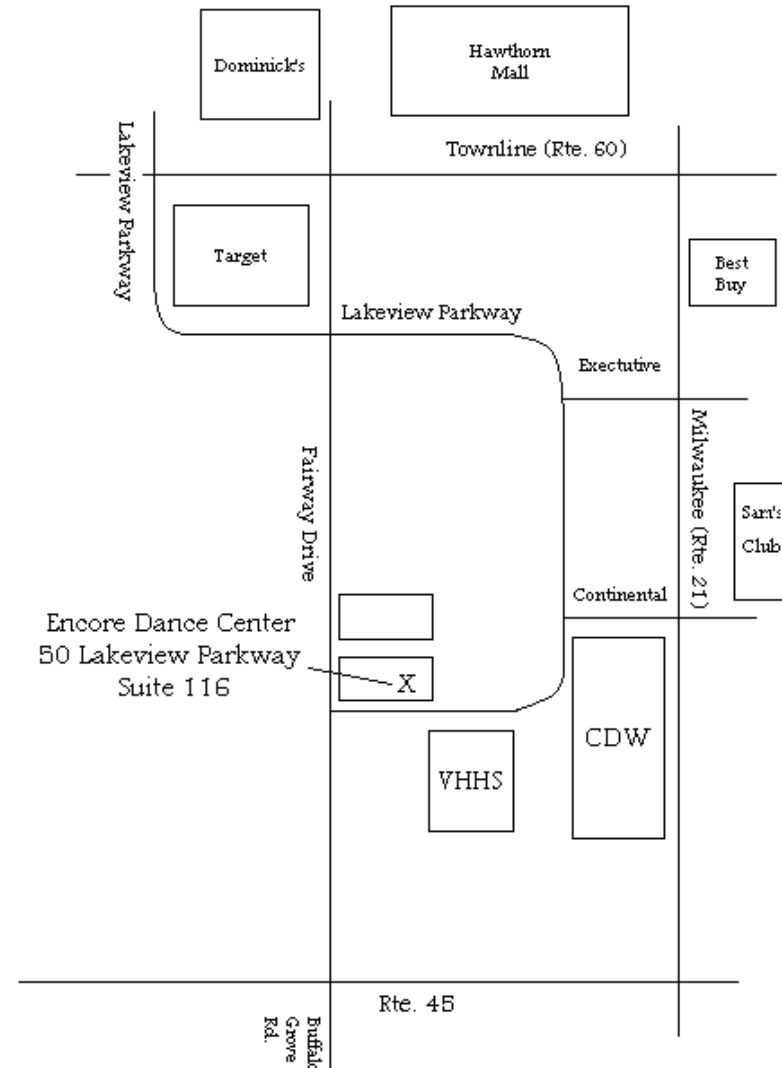 Dominick's
Hawthorn
Mall
Townline (Rte. 60)
Lakeview Parkway
Target
Best
Buy
Lakeview Parkway
Exectutive
Fairway Drive
Milwaukee (Rte. 21)
Sam's
Club
Continental
Encore Dance Center
50 Lakeview Parkway
Suite 116
X
CDW
VHHS
Rte. 45
Buffalo
Grove
Rd.